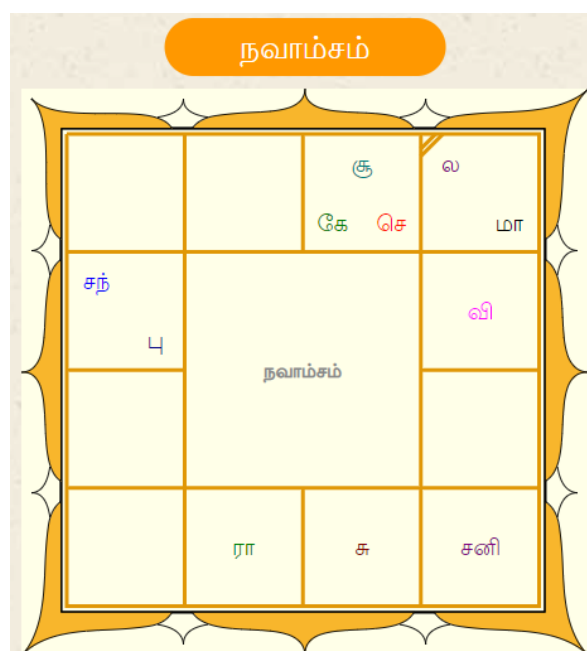 நவாம்சம்
சூ
ல
கே செ
மா
சந்
பு
வி
நவாம்சம்
ரா
சு
சனி